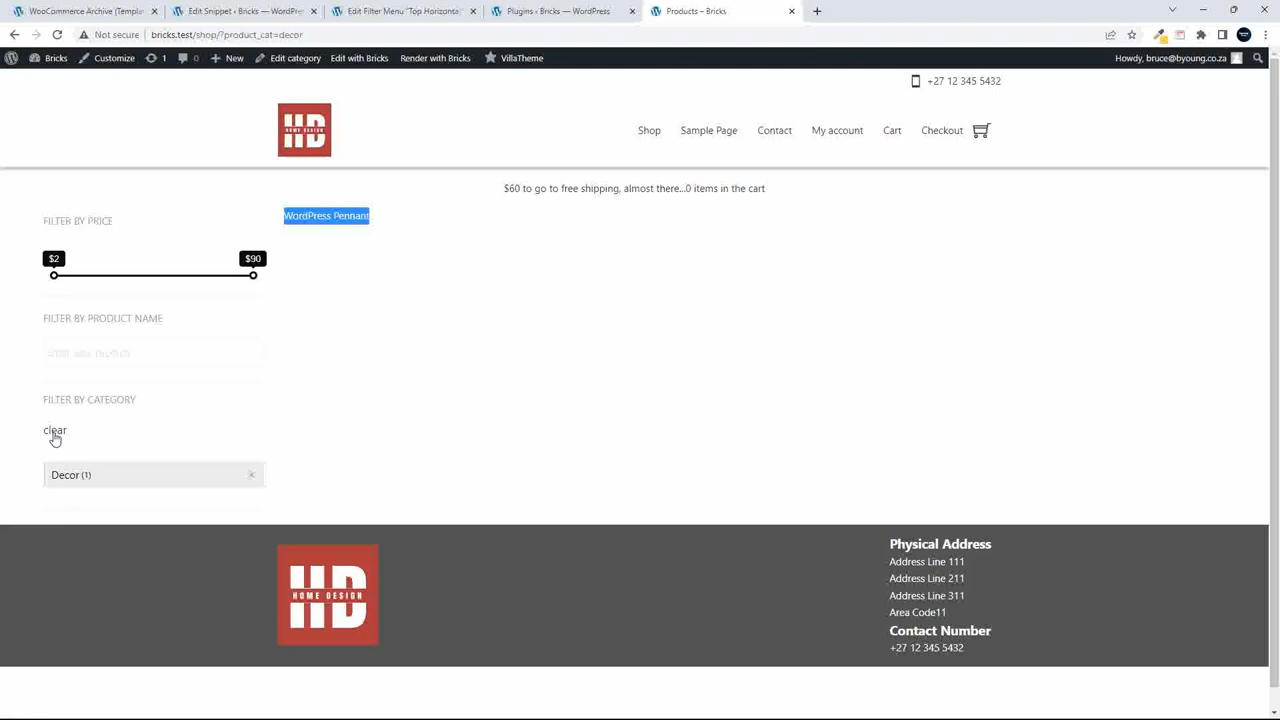 WooCommerce Archive (Templat
Edit Snippet ‹ Bricks — WordPre
Edit Filter Menu "Top Horizontal
Plugins ‹ Bricks — WordPress
Products – Bricks
Not secure
bricks.test/shop/?product_cat=decor
Bricks
Customize
1
0
New
Edit category
Edit with Bricks
Render with Bricks
VillaTheme
Howdy, bruce@byoung.co.za
+27 12 345 5432
HD
HOME DESIGN
Shop
Sample Page
Contact
My account
Cart
Checkout
$60 to go to free shipping, almost there...0 items in the cart
FILTER BY PRICE
WordPress Pennant
$2
$90
FILTER BY PRODUCT NAME
FILTER BY CATEGORY
clear
Decor (1)
HD
HOME DESIGN
Physical Address
Address Line 111
Address Line 211
Address Line 311
Area Code11
Contact Number
+27 12 345 5432